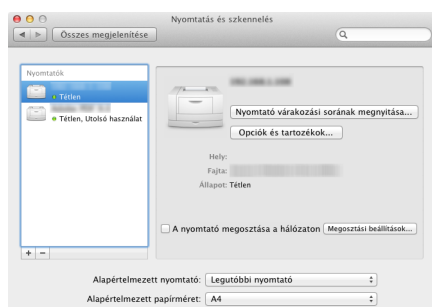 Nyomtatás és szkennelés
Összes megjelenítése
Nyomtatók
Tétlen
Tétlen, Utolsó használat
Nyomtató várakozási sorának megnyitása...
Opciók és tartozékok...
Hely:
Fajta:
Állapot: Tétlen
A nyomtató megosztása a hálózaton Megosztási beállítások...
+ −
Alapértelmezett nyomtató: Legutóbbi nyomtató
Alapértelmezett papírméret: A4